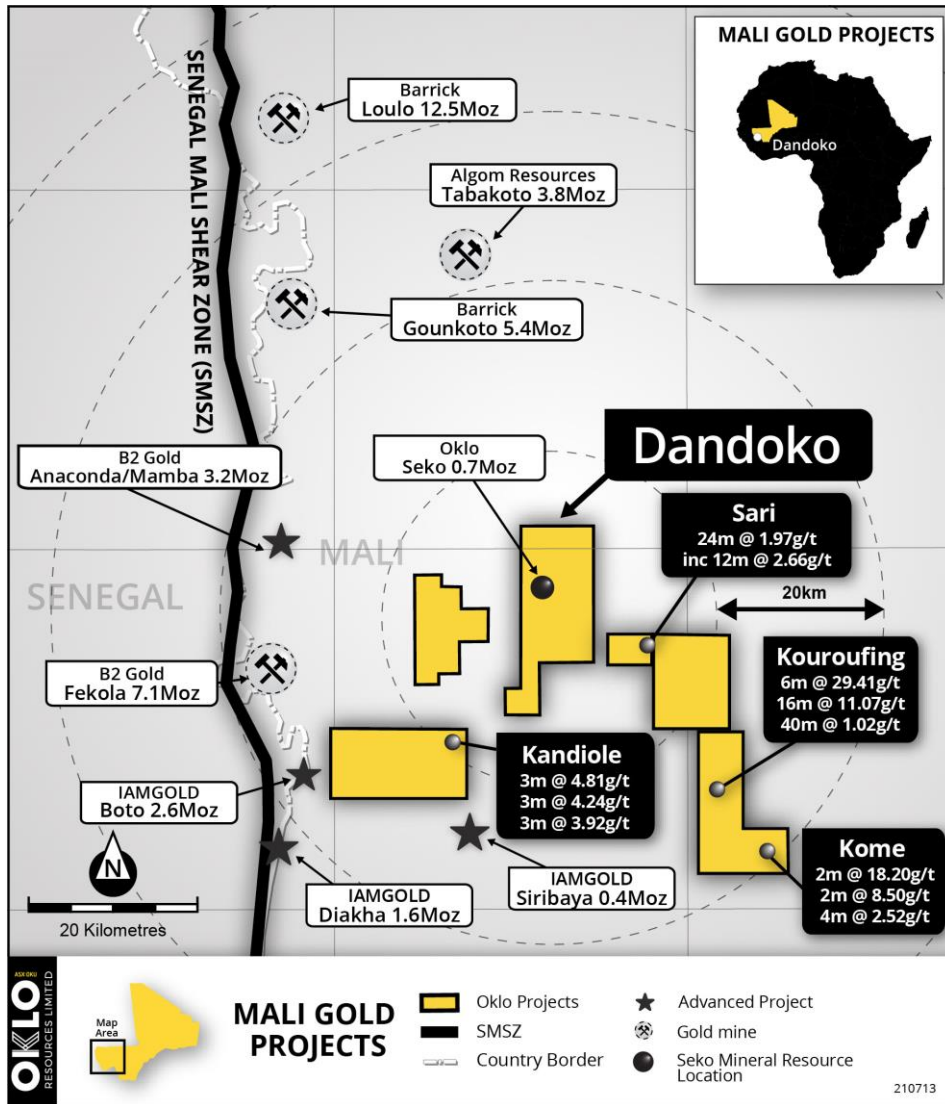 MALI GOLD PROJECTS
Dandoko
SENEGAL MALI SHEAR ZONE (SMSZ)
Barrick
Loulo 12.5Moz
Algom Resources
Tabakoto 3.8Moz
Barrick
Gounkoto 5.4Moz
B2 Gold
Anaconda/Mamba 3.2Moz
Oklo
Seko 0.7Moz
Dandoko
Sari
24m @ 1.97g/t
inc 12m @ 2.66g/t
MALI
SENEGAL
20km
Kouroufing
6m @ 29.41g/t
16m @ 11.07g/t
40m @ 1.02g/t
B2 Gold
Fekola 7.1Moz
Kandiole
3m @ 4.81g/t
3m @ 4.24g/t
3m @ 3.92g/t
IAMGOLD
Boto 2.6Moz
Kome
2m @ 18.20g/t
2m @ 8.50g/t
4m @ 2.52g/t
IAMGOLD
Diakha 1.6Moz
IAMGOLD
Siribaya 0.4Moz
N
20 Kilometres
ASX OKU
OKLO
RESOURCES LIMITED
Map
Area
MALI GOLD
PROJECTS
Oklo Projects
SMSZ
Country Border
Advanced Project
Gold mine
Seko Mineral Resource
Location
210713